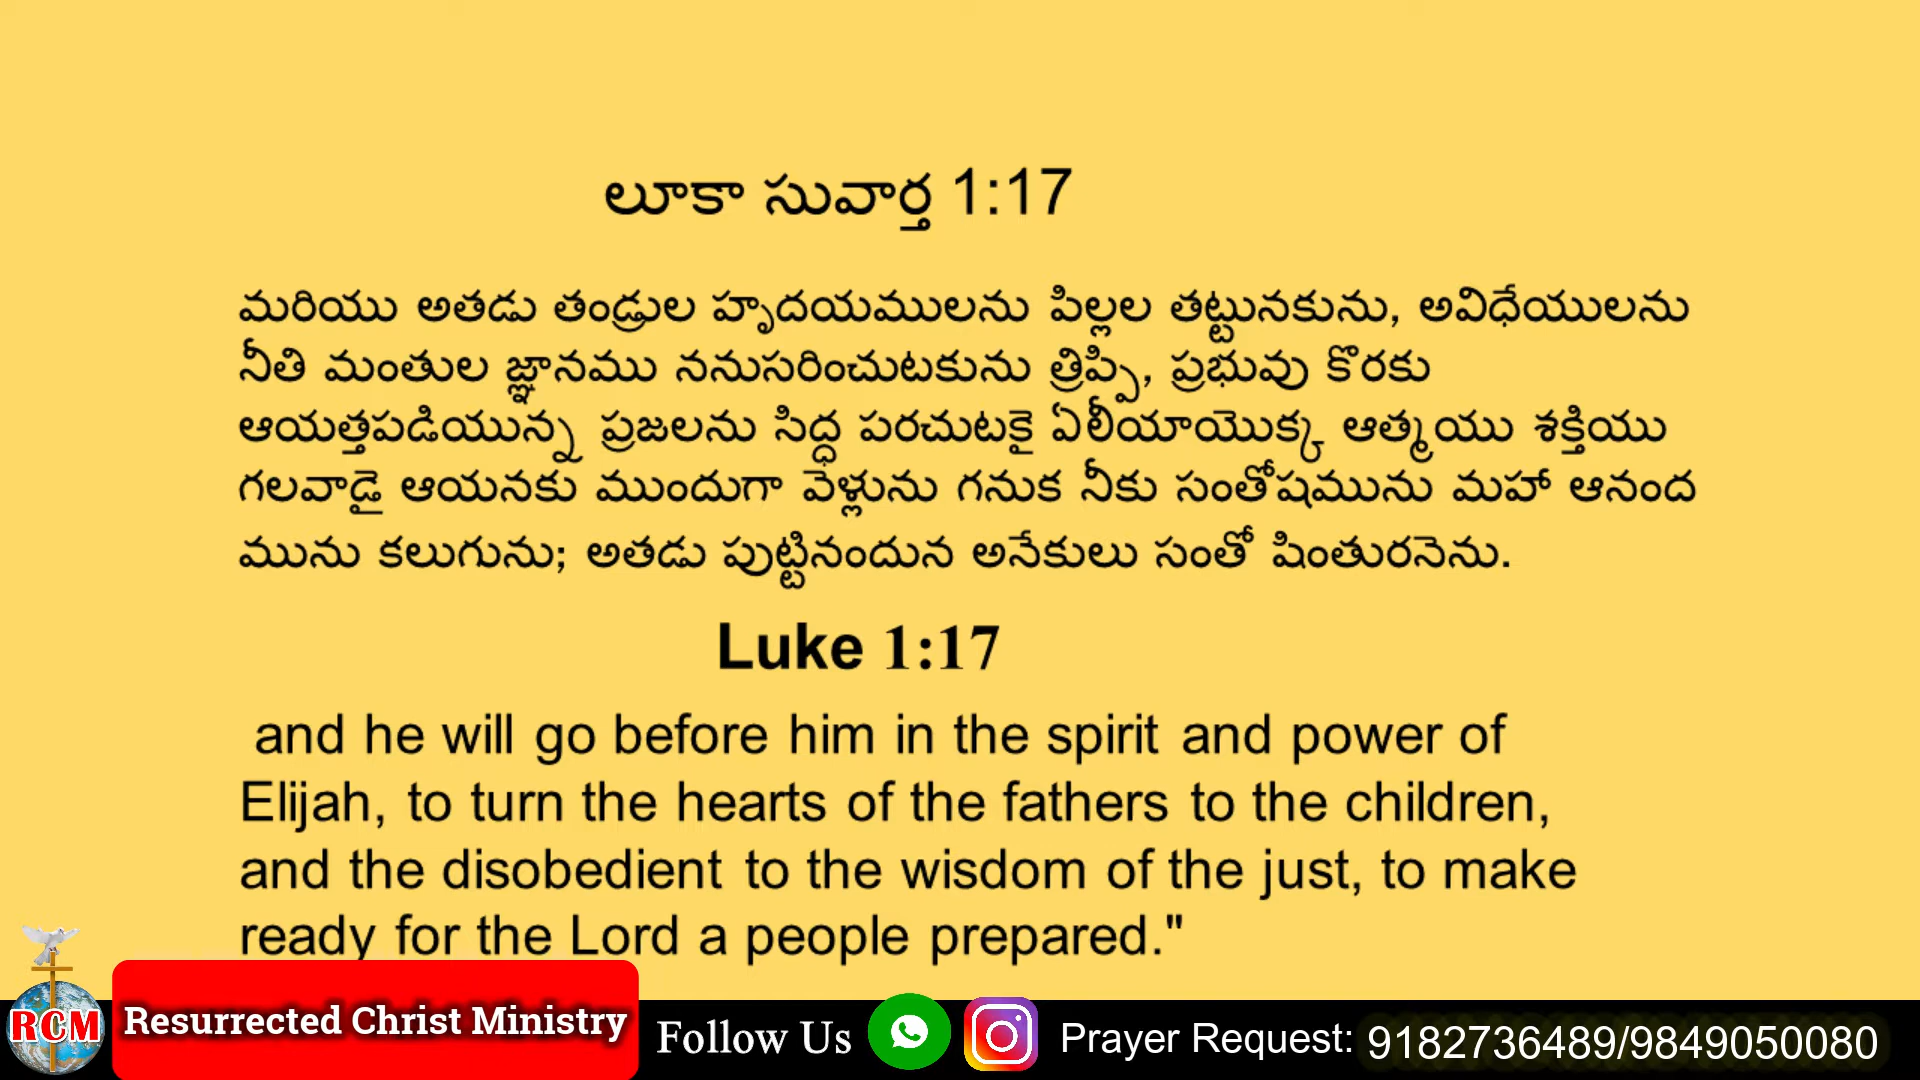 లూకా సువార్త 1:17
మరియు అతడు తండ్రుల హృదయములను పిల్లల తట్టునకును, అవిధేయులను
నీతి మంతుల జ్ఞానము ననుసరించుటకును త్రిప్పి, ప్రభువు కొరకు
ఆయత్తపడియున్న ప్రజలను సిద్ధ పరచుటకై ఏలీయాయొక్క ఆత్మయు శక్తియు
గలవాడై ఆయనకు ముందుగా వెళ్లును గనుక నీకు సంతోషమును మహా ఆనంద
మును కలుగును; అతడు పుట్టినందున అనేకులు సంతో షింతురనెను.
Luke 1:17
and he will go before him in the spirit and power of
Elijah, to turn the hearts of the fathers to the children,
and the disobedient to the wisdom of the just, to make
ready for the Lord a people prepared."
RCM
Resurrected Christ Ministry
Follow Us
Prayer Request: 9182736489/9849050080